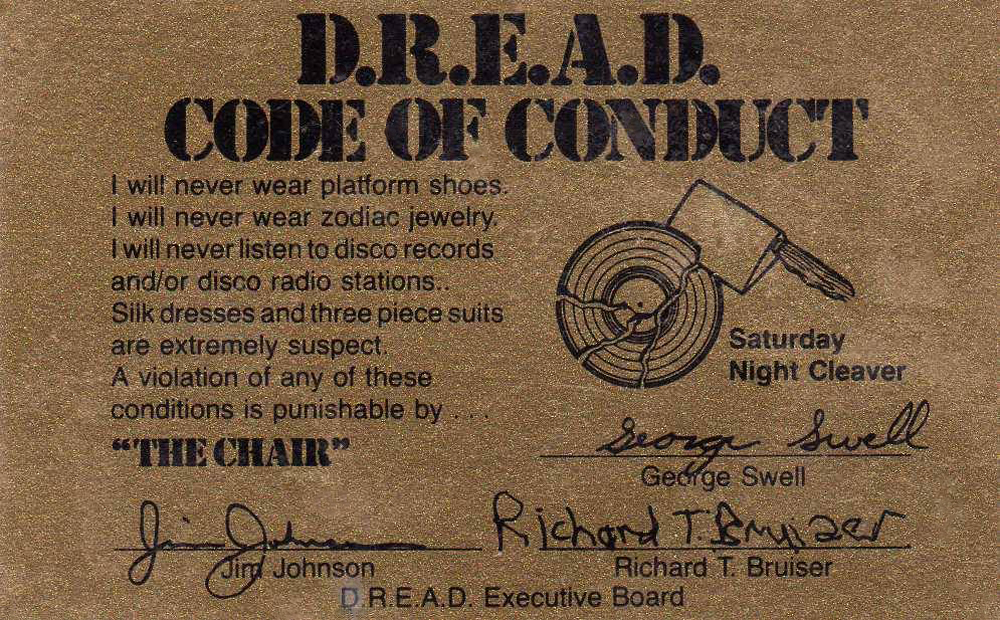 D.R.E.A.D.
CODE OF CONDUCT
I will never wear platform shoes.
I will never wear zodiac jewelry.
I will never listen to disco records
and/or disco radio stations..
Silk dresses and three piece suits
are extremely suspect.
A violation of any of these
conditions is punishable by . . .
"THE CHAIR"
Saturday
Night Cleaver
George Swell
George Swell
Jim Johnson
Richard T. Bruiser
Jim Johnson
Richard T. Bruiser
D.R.E.A.D. Executive Board